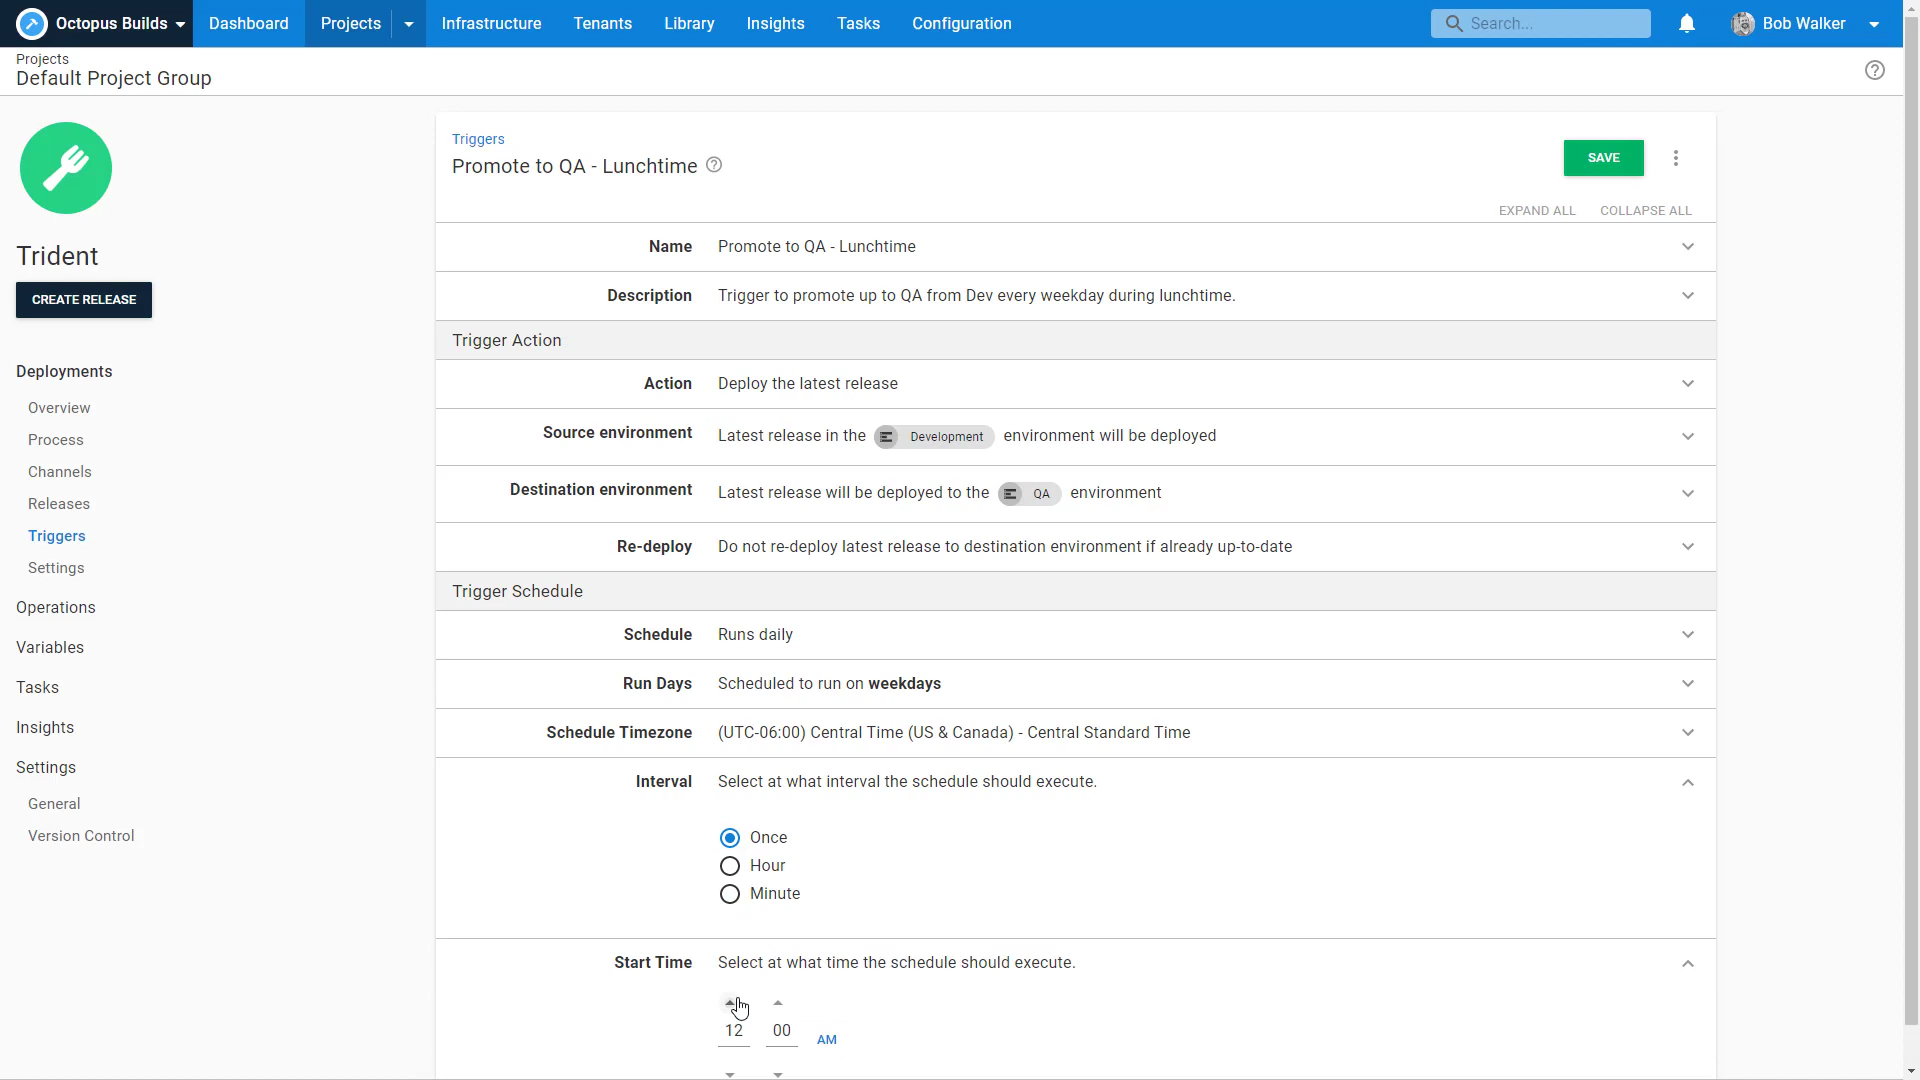 Octopus Builds
Dashboard
Projects
Infrastructure
Tenants
Library
Insights
Tasks
Configuration
Search...
Bob Walker
Projects
Default Project Group
Trident
CREATE RELEASE
Deployments
Overview
Process
Channels
Releases
Triggers
Settings
Operations
Variables
Tasks
Insights
Settings
General
Version Control
Triggers
Promote to QA - Lunchtime
SAVE
EXPAND ALL
COLLAPSE ALL
Name Promote to QA - Lunchtime
Description Trigger to promote up to QA from Dev every weekday during lunchtime.
Trigger Action
Action Deploy the latest release
Source environment Latest release in the Development environment will be deployed
Destination environment Latest release will be deployed to the QA environment
Re-deploy Do not re-deploy latest release to destination environment if already up-to-date
Trigger Schedule
Schedule Runs daily
Run Days Scheduled to run on weekdays
Schedule Timezone (UTC-06:00) Central Time (US & Canada) - Central Standard Time
Interval Select at what interval the schedule should execute.
Once
Hour
Minute
Start Time Select at what time the schedule should execute.
12 00 AM